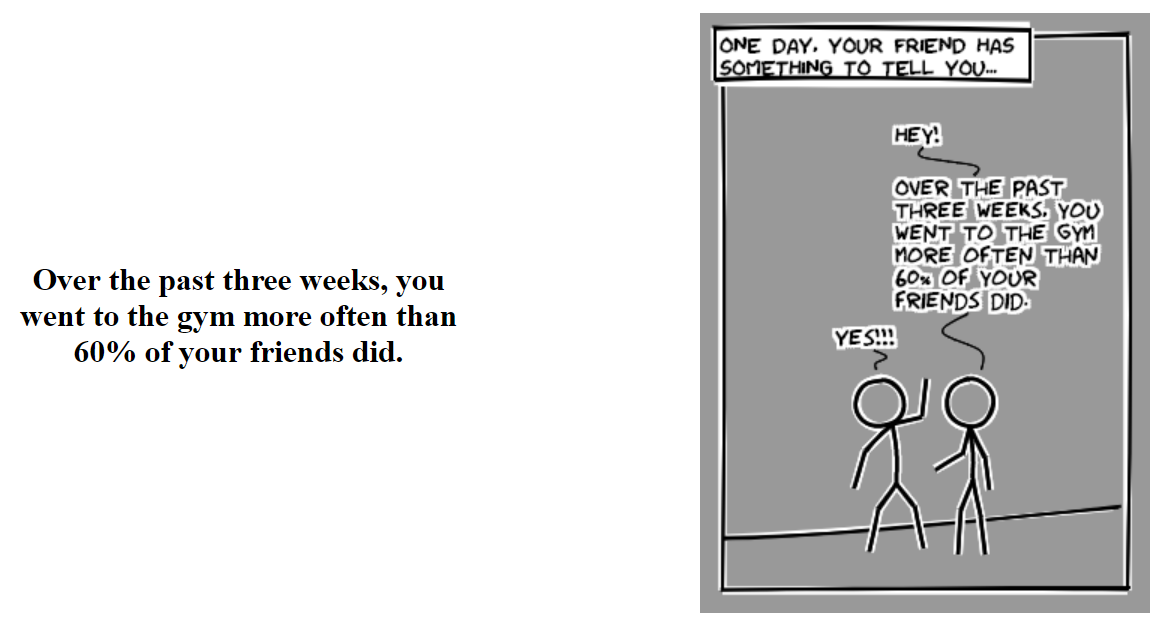 Over the past three weeks, you
went to the gym more often than
60% of your friends did.
ONE DAY, YOUR FRIEND HAS
SOMETHING TO TELL YOU...
HEY!
OVER THE PAST
THREE WEEKS, YOU
WENT TO THE GYM
MORE OFTEN THAN
60% OF YOUR
FRIENDS DID.
YES!!!